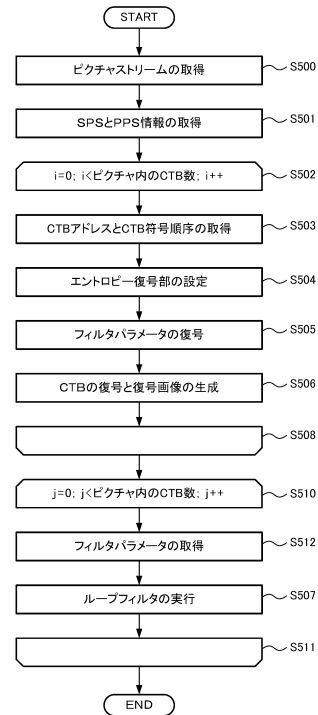 START
ピクチャストリームの取得
S500
SPSとPPS情報の取得
S501
i=0; i<ピクチャ内のCTB数; i++
S502
CTBアドレスとCTB符号順序の取得
S503
エントロピー復号部の設定
S504
フィルタパラメータの復号
S505
CTBの復号と復号画像の生成
S506
S508
j=0; j<ピクチャ内のCTB数; j++
S510
フィルタパラメータの取得
S512
ループフィルタの実行
S507
S511
END